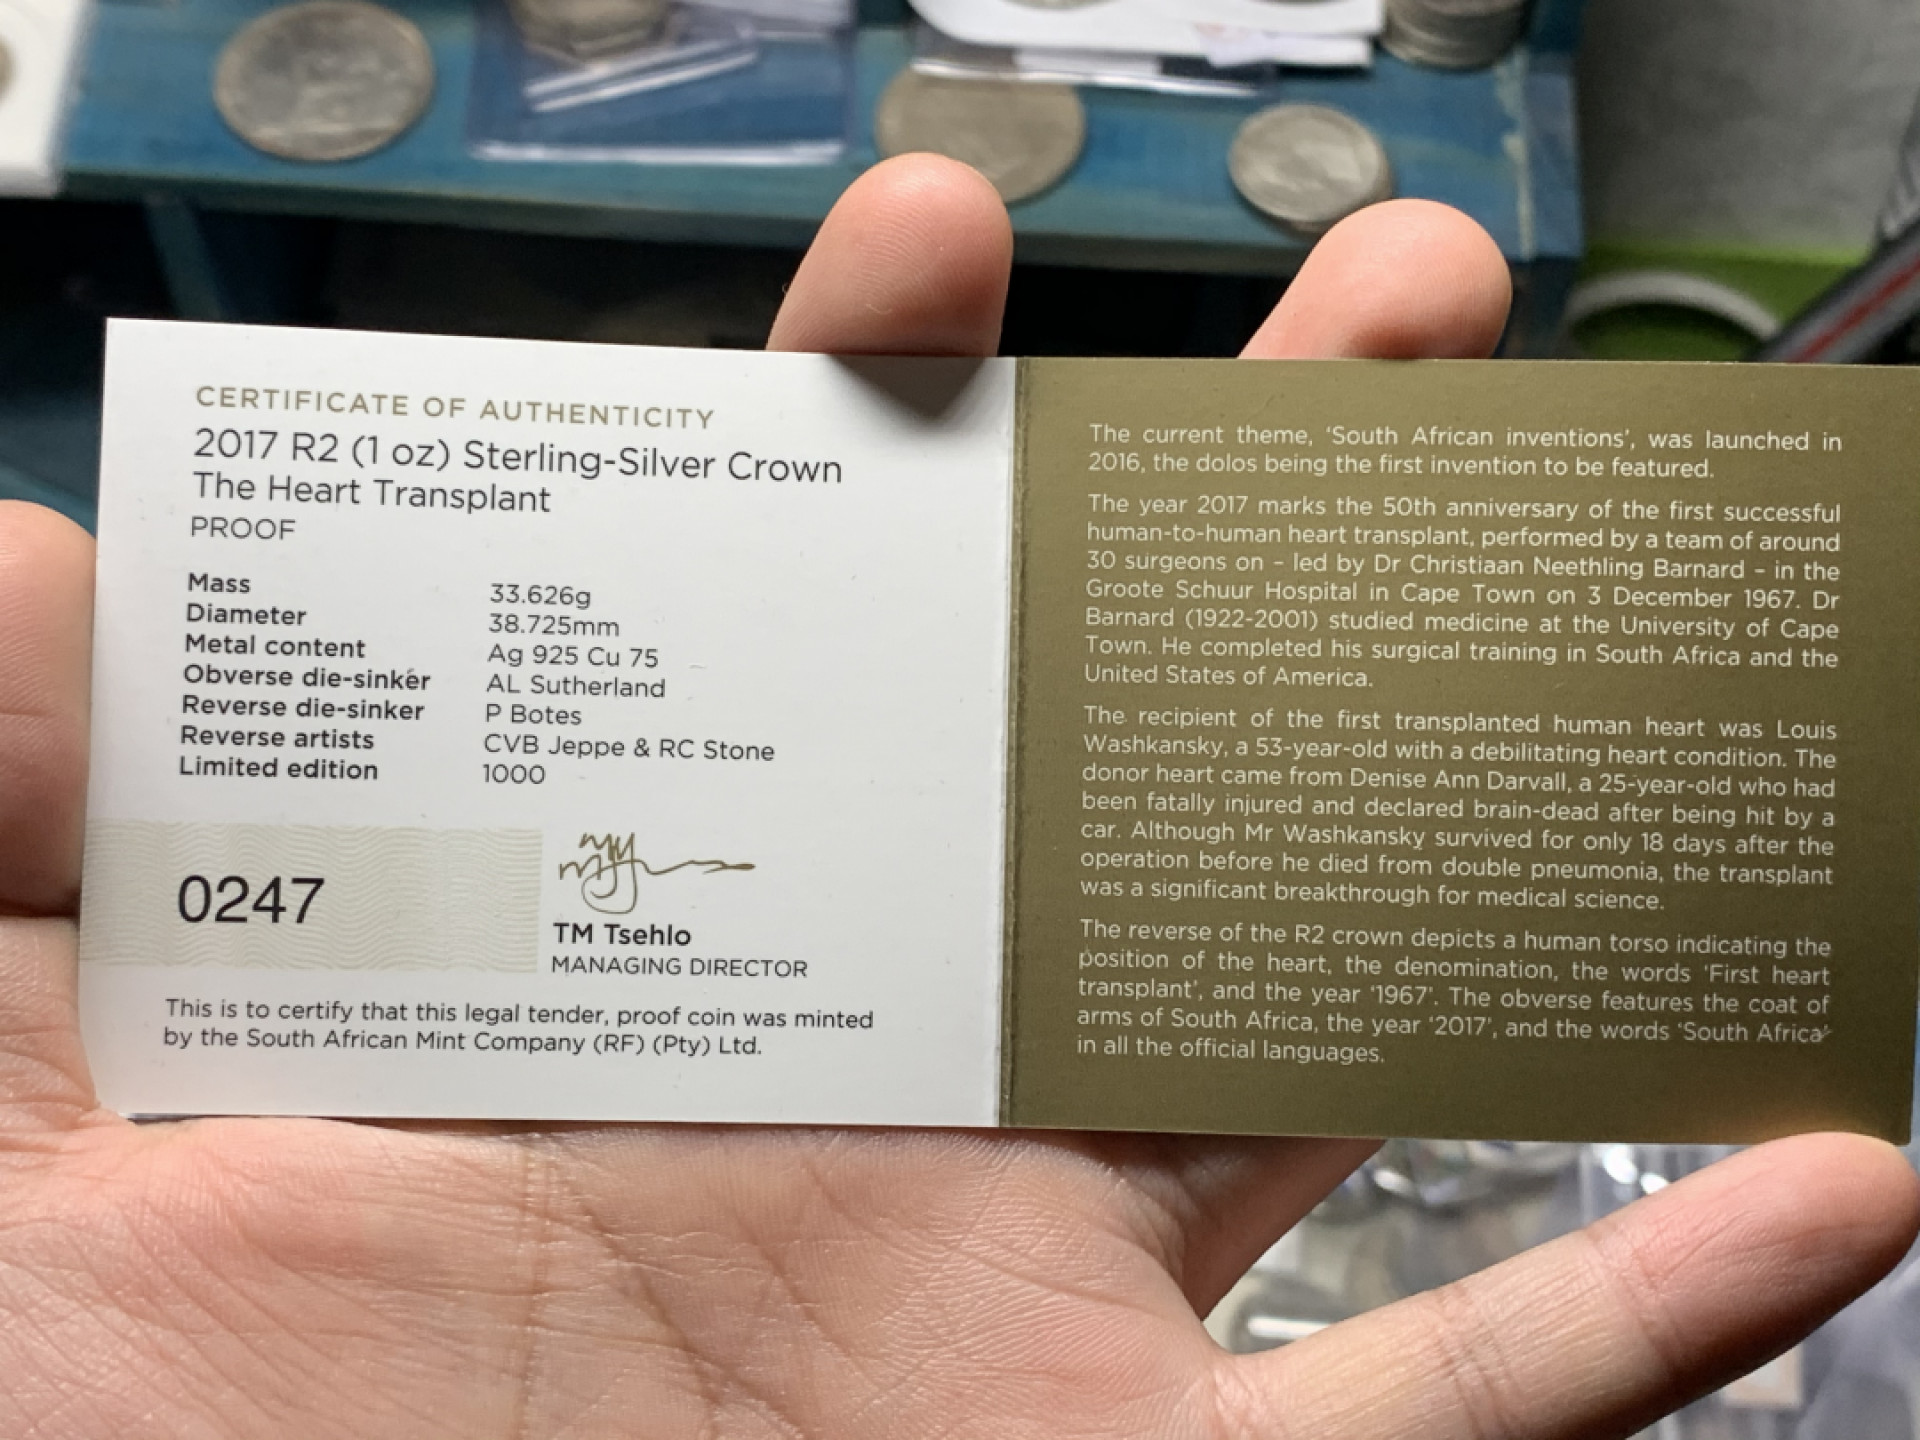 CERTIFICATE OF AUTHENTICITY
2017 R2 (1 oz) Sterling-Silver Crown
The Heart Transplant
PROOF
Mass 33.626g
Diameter 38.725mm
Metal content Ag 925 Cu 75
Obverse die-sinker AL Sutherland
Reverse die-sinker P Botes
Reverse artists CVB Jeppe & RC Stone
Limited edition 1000
0247
TM Tsehlo
MANAGING DIRECTOR
This is to certify that this legal tender, proof coin was minted
by the South African Mint Company (RF) (Pty) Ltd.
The current theme, ‘South African inventions’, was launched in
2016, the dolos being the first invention to be featured.
The year 2017 marks the 50th anniversary of the first successful
human-to-human heart transplant, performed by a team of around
30 surgeons on – led by Dr Christiaan Neethling Barnard – in the
Groote Schuur Hospital in Cape Town on 3 December 1967. Dr
Barnard (1922-2001) studied medicine at the University of Cape
Town. He completed his surgical training in South Africa and the
United States of America.
The recipient of the first transplanted human heart was Louis
Washkansky, a 53-year-old with a debilitating heart condition. The
donor heart came from Denise Ann Darvall, a 25-year-old who had
been fatally injured and declared brain-dead after being hit by a
car. Although Mr Washkansky survived for only 18 days after the
operation before he died from double pneumonia, the transplant
was a significant breakthrough for medical science.
The reverse of the R2 crown depicts a human torso indicating the
position of the heart, the denomination, the words ‘First heart
transplant’, and the year ‘1967’. The obverse features the coat of
arms of South Africa, the year ‘2017’, and the words ‘South Africa’
in all the official languages.